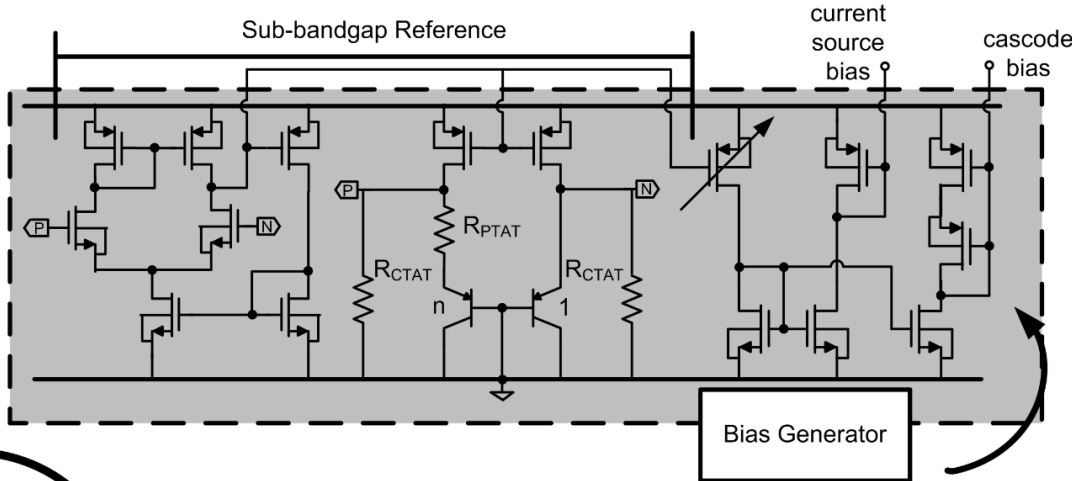 Sub-bandgap Reference
current
source
bias
cascode
bias
P
N
P
N
RPTAT
RCTAT
RCTAT
n
1
Bias Generator